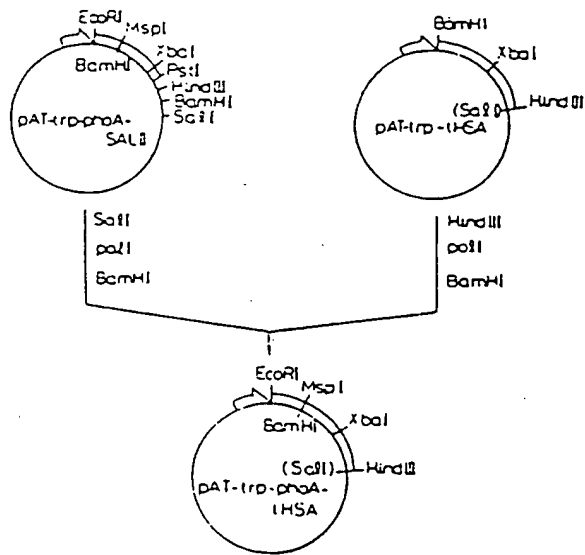 EcoRI
MspI
BamHI
XbaI
PstI
HindIII
BamHI
SalI
pAT-trp-phoA-
SALI
BamHI
XbaI
(SalI)
HindIII
pAT-trp-tHSA
SalI
polI
BamHI
HindIII
polI
BamHI
EcoRI
MspI
BamHI
XbaI
(SalI)
HindIII
pAT-trp-phoA-
tHSA